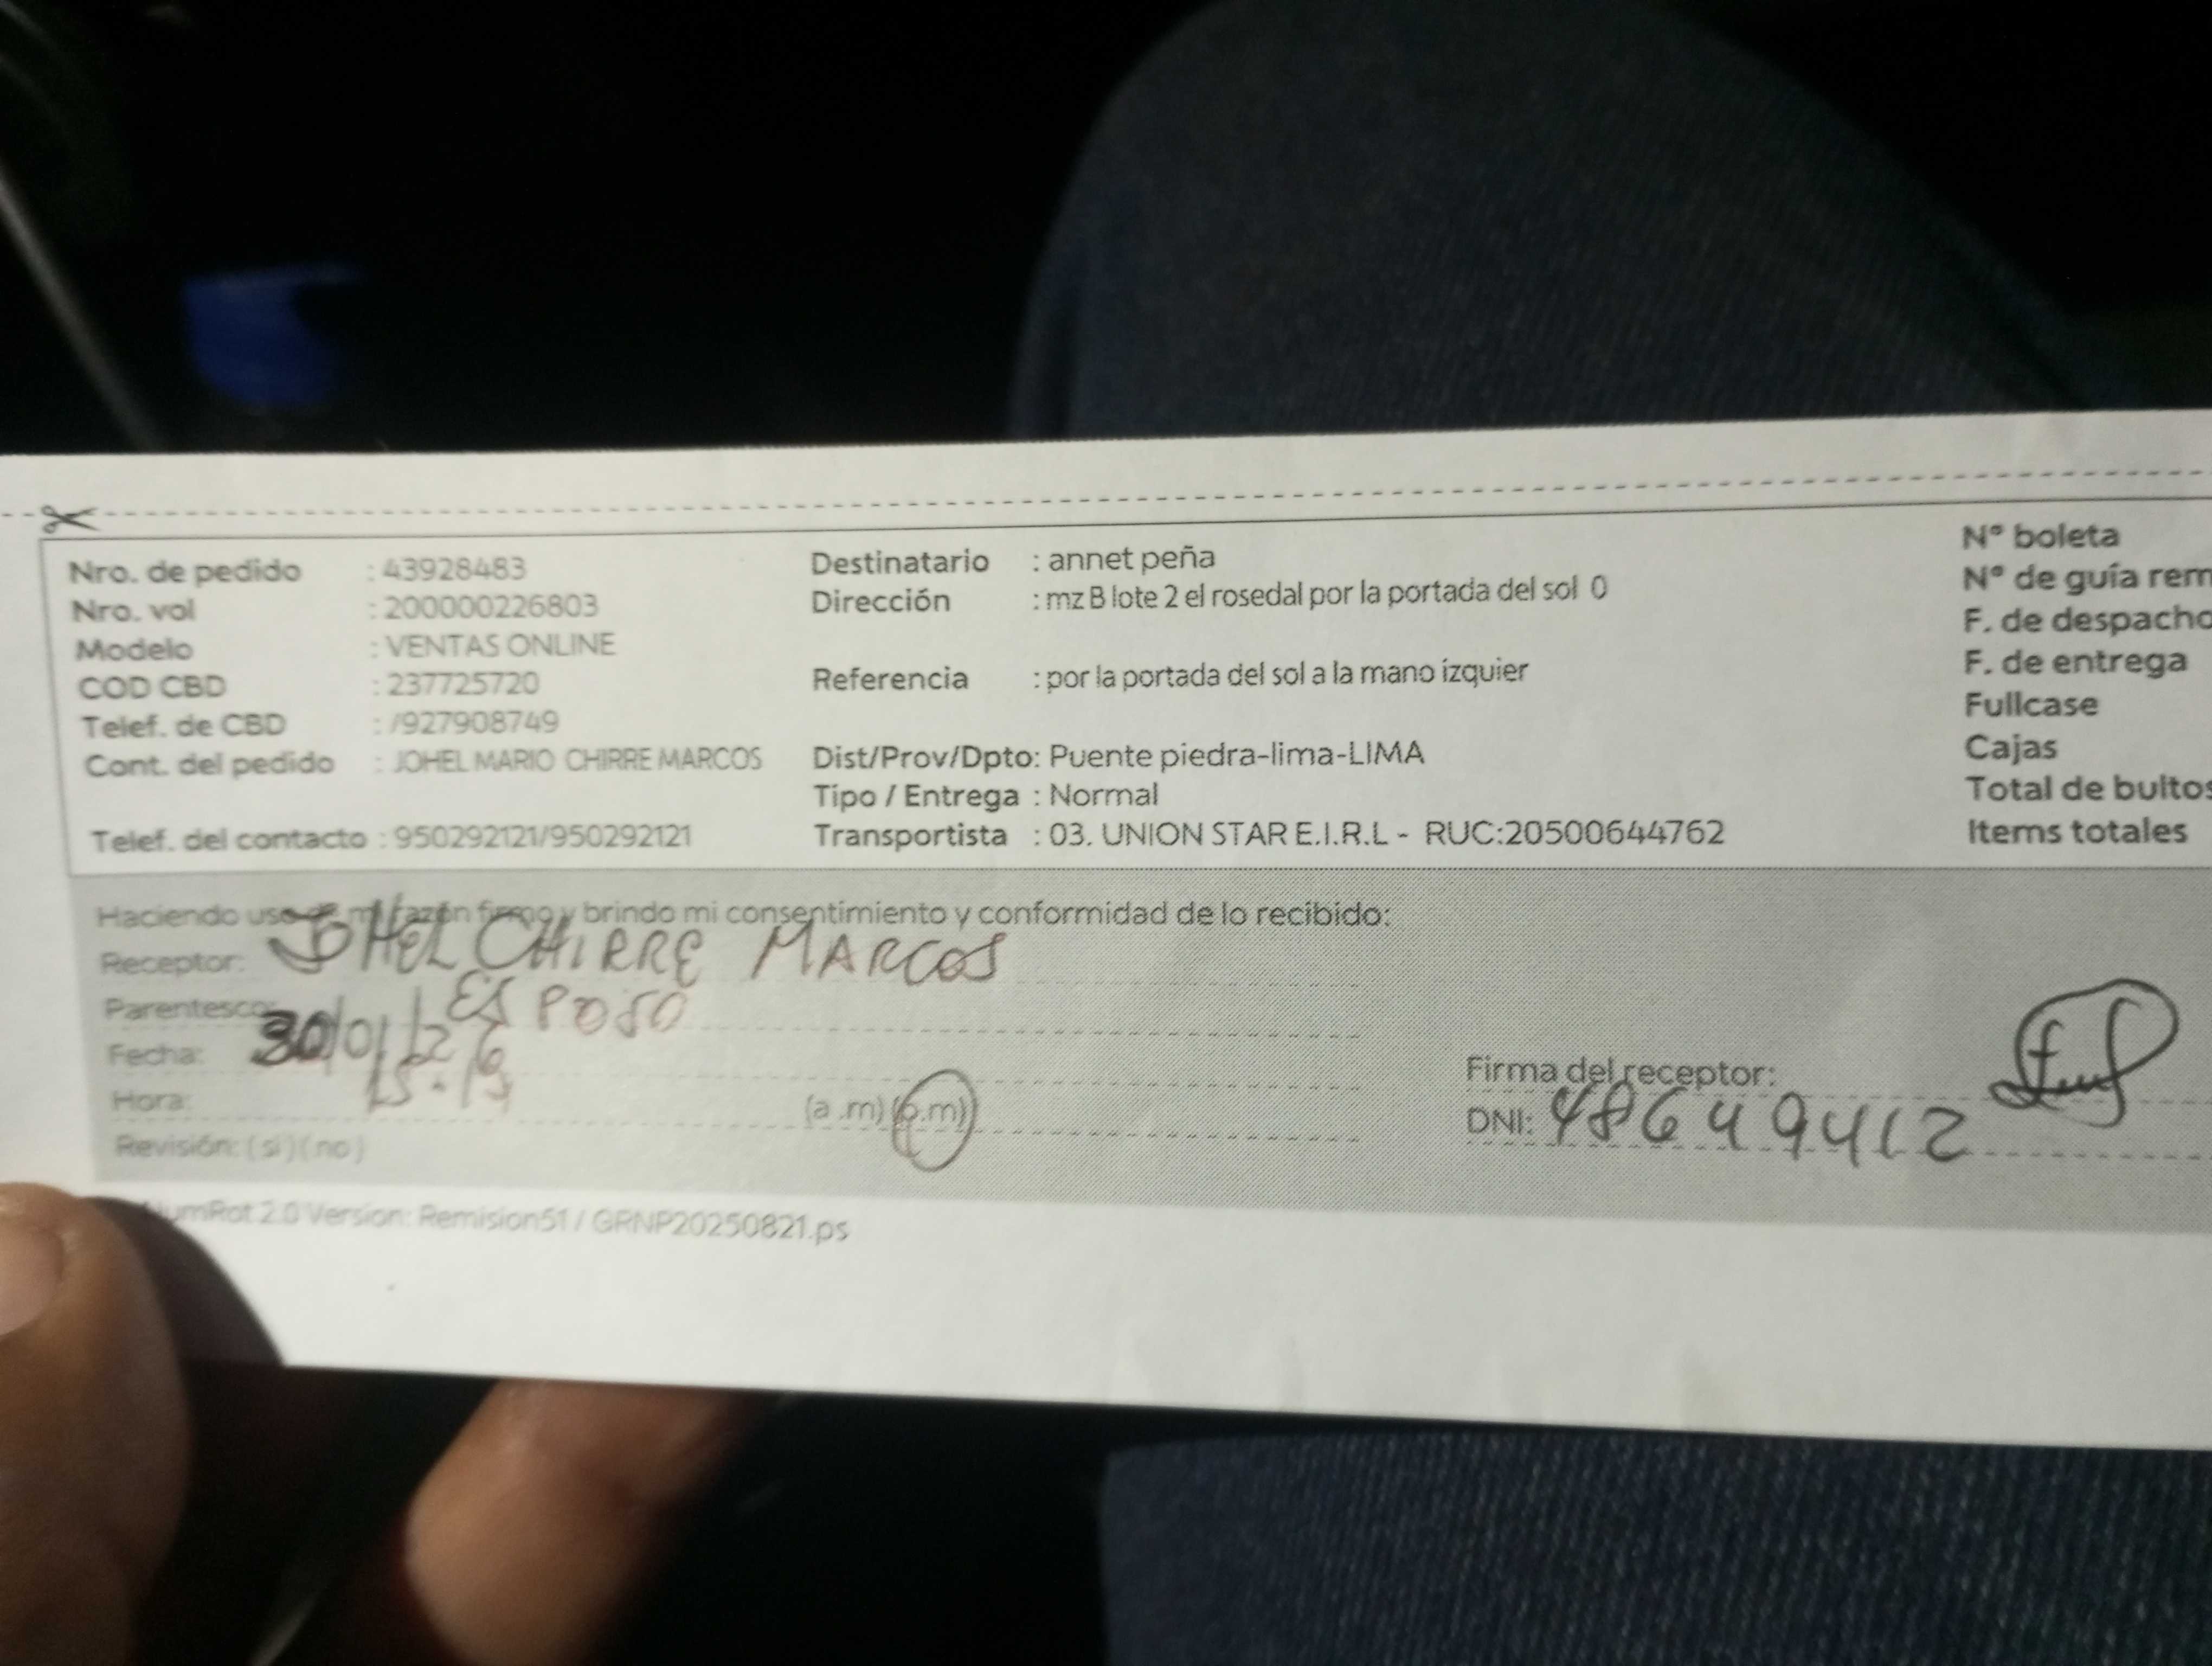 Nro. de pedido : 43928483
Nro. vol : 200000226803
Modelo : VENTAS ONLINE
COD CBD : 237725720
Telef. de CBD : /927908749
Cont. del pedido : JOHEL MARIO CHIRRE MARCOS
Telef. del contacto : 950292121/950292121
Destinatario : annet peña
Dirección : mz B lote 2 el rosedal por la portada del sol 0
Referencia : por la portada del sol a la mano izquier
Dist/Prov/Dpto: Puente piedra-lima-LIMA
Tipo / Entrega : Normal
Transportista : 03. UNION STAR E.I.R.L - RUC:20500644762
N° boleta
N° de guía rem
F. de despacho
F. de entrega
Fullcase
Cajas
Total de bultos
Items totales
Haciendo uso de mi razón firmo y brindo mi consentimiento y conformidad de lo recibido:
Receptor: JOHEL CHIRRE MARCOS
Parentesco: ESPOSO
Fecha: 30/01/26
Hora: 15:19 (a .m) (p.m)
Revisión: (si) (no)
Firma del receptor:
DNI: 48649412
2.0 Version: Remision51 / GRNP20250821.ps